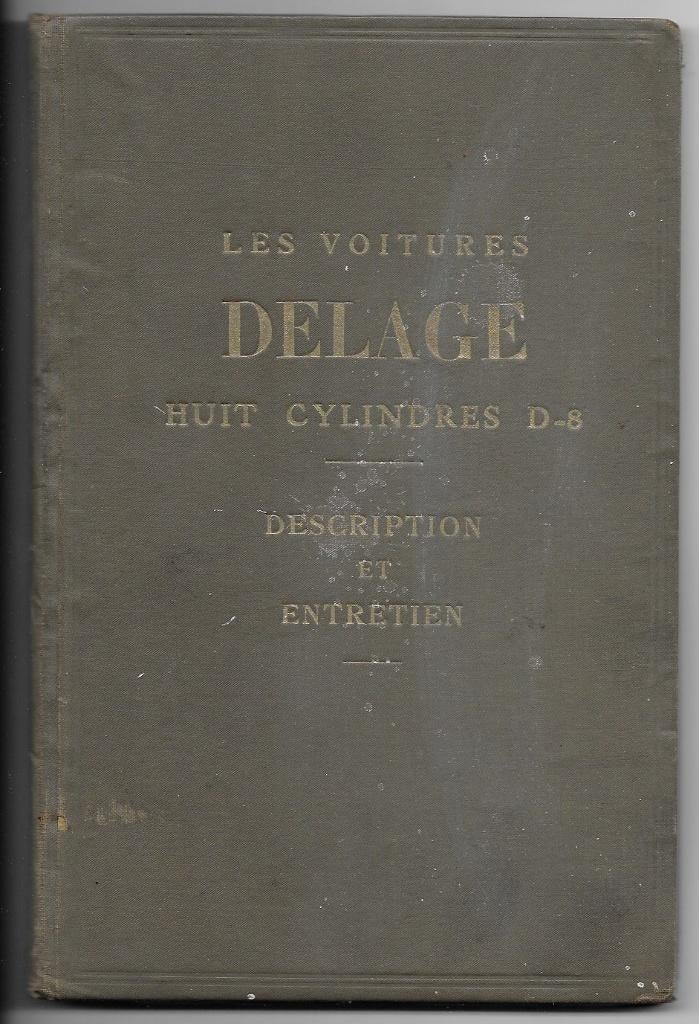 LES VOITURES
DELAGE
HUIT CYLINDRES D-8
DESCRIPTION
ET
ENTRETIEN